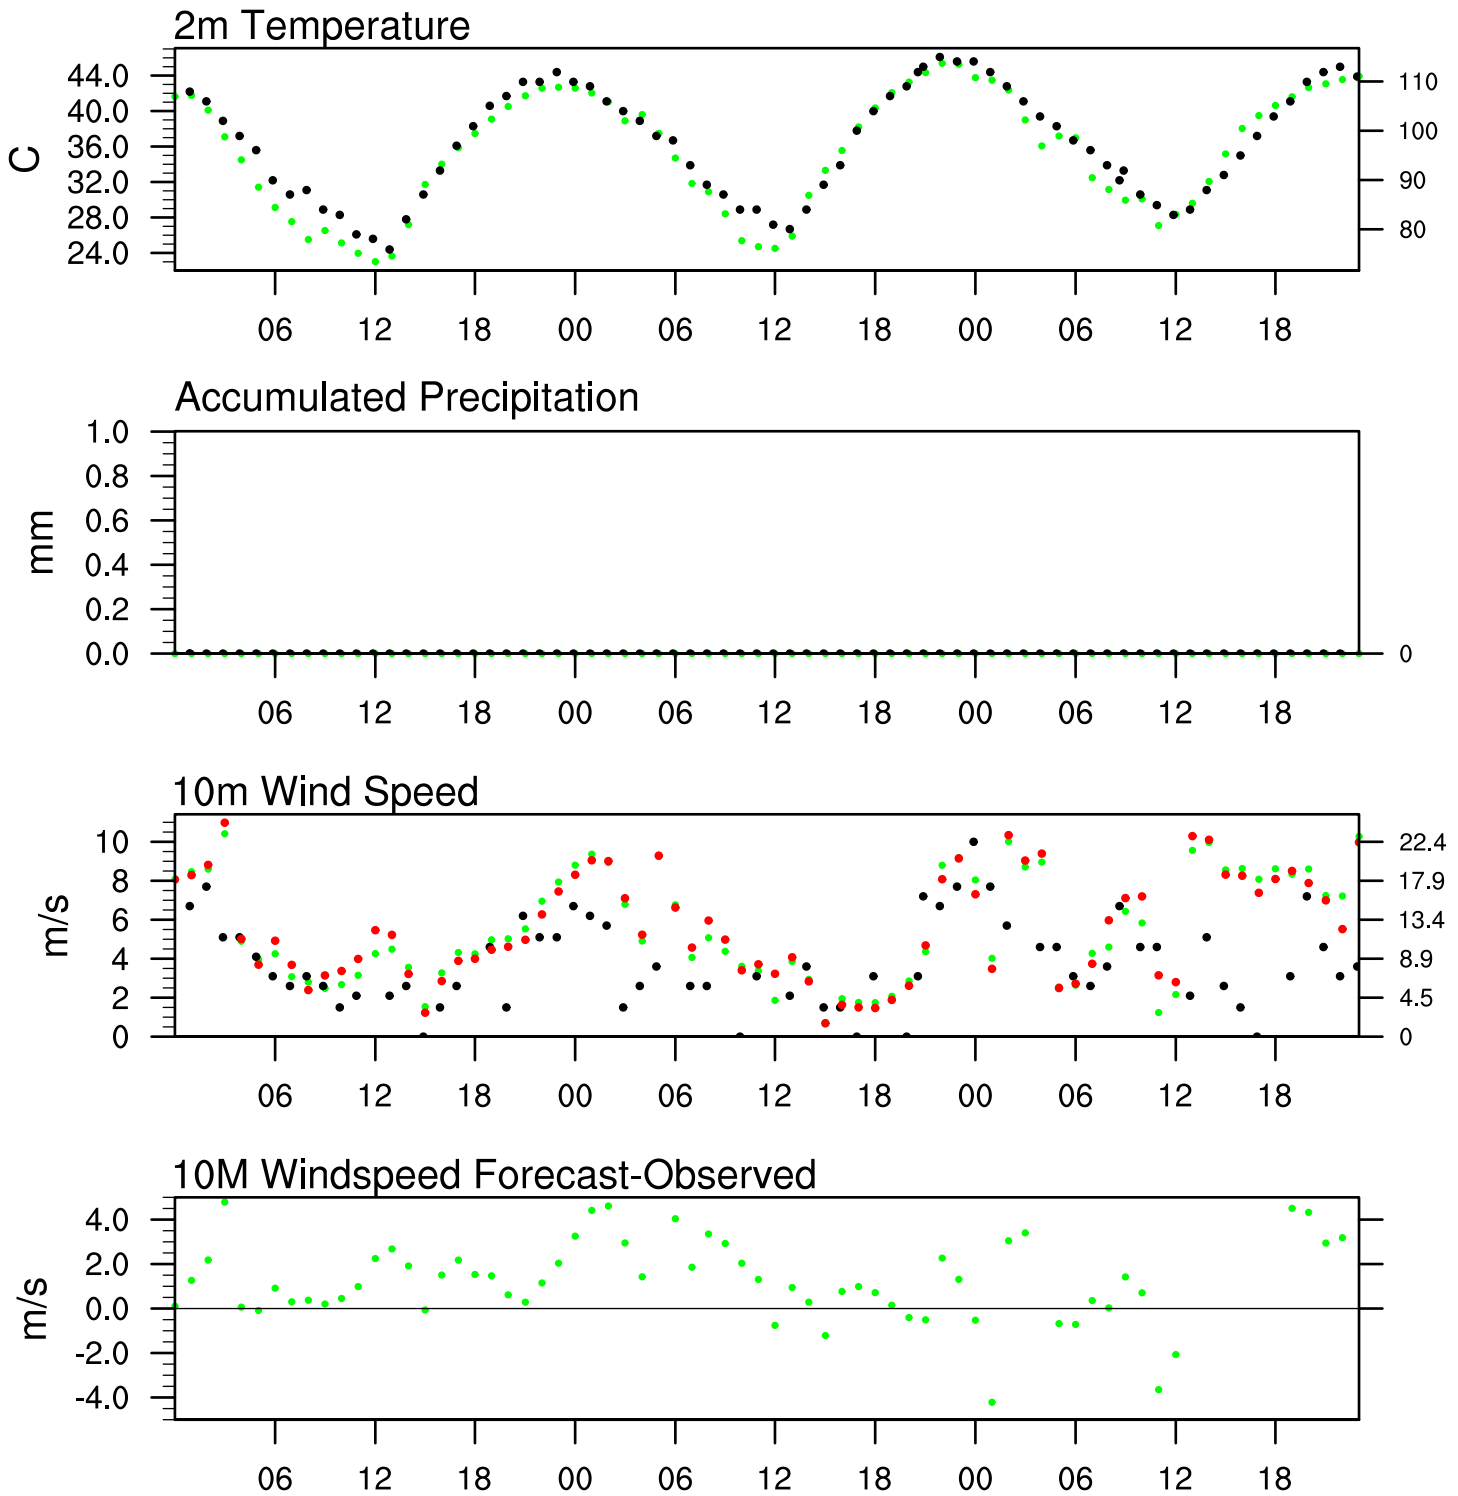 2m Temperature
44.0
40.0
36.0
32.0
28.0
24.0
C
110
100
90
80
06 12 18 00 06 12 18 00 06 12 18
Accumulated Precipitation
1.0
0.8
0.6
0.4
0.2
0.0
mm
0
06 12 18 00 06 12 18 00 06 12 18
10m Wind Speed
10
8
6
4
2
0
m/s
22.4
17.9
13.4
8.9
4.5
0
06 12 18 00 06 12 18 00 06 12 18
10M Windspeed Forecast-Observed
4.0
2.0
0.0
-2.0
-4.0
m/s
06 12 18 00 06 12 18 00 06 12 18